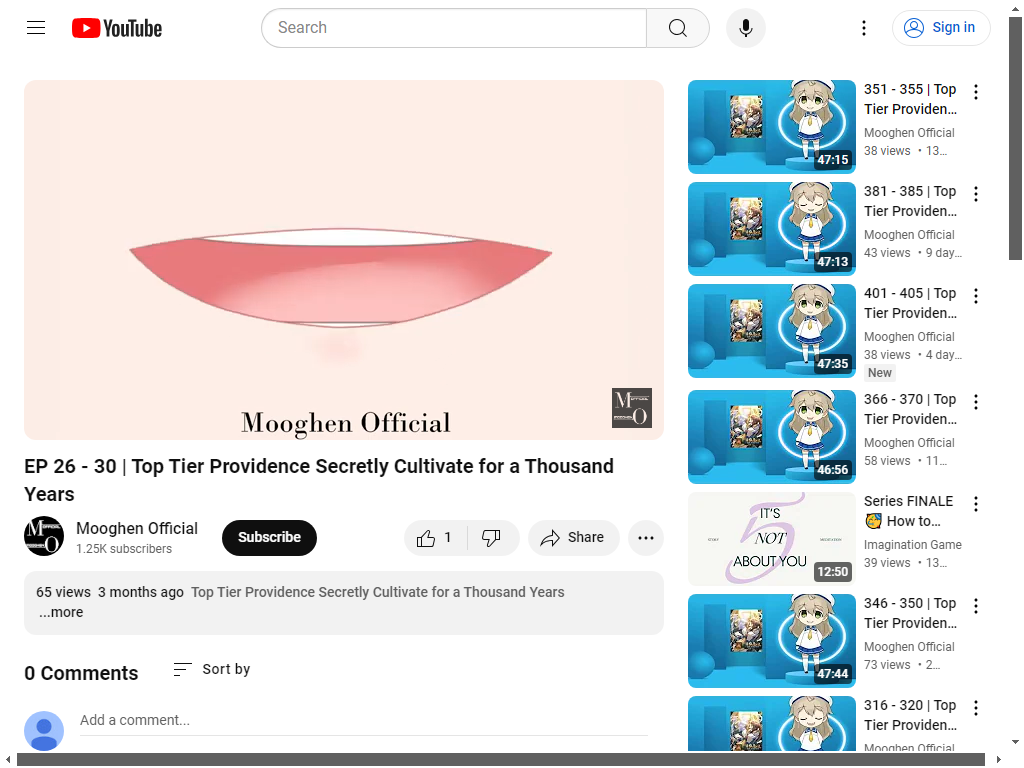 YouTube
Search
Sign in
Mooghen Official
EP 26 - 30 | Top Tier Providence Secretly Cultivate for a Thousand
Years
Mooghen Official
1.25K subscribers
Subscribe
1
Share
65 views 3 months ago Top Tier Providence Secretly Cultivate for a Thousand Years
...more
0 Comments
Sort by
Add a comment...
351 - 355 | Top
Tier Providen...
Mooghen Official
38 views • 13...
47:15
381 - 385 | Top
Tier Providen...
Mooghen Official
43 views • 9 day...
47:13
401 - 405 | Top
Tier Providen...
Mooghen Official
38 views • 4 day...
New
47:35
366 - 370 | Top
Tier Providen...
Mooghen Official
58 views • 11...
46:56
IT'S
5
NOT
ABOUT YOU
12:50
Series FINALE
🥳 How to...
Imagination Game
39 views • 13...
346 - 350 | Top
Tier Providen...
Mooghen Official
73 views • 2...
47:44
316 - 320 | Top
Tier Providen...
Mooghen Official